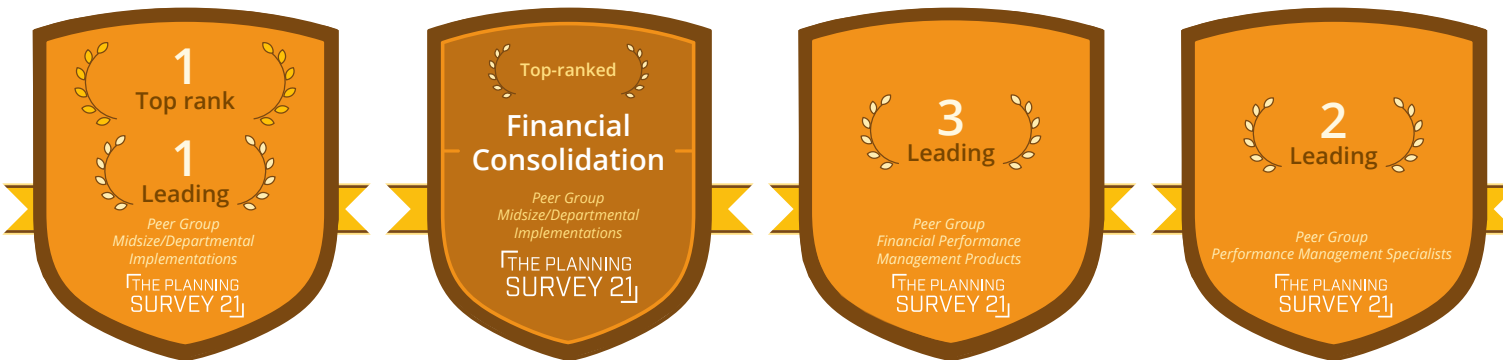 1
Top rank
1
Leading
Peer Group
Midsize/Departmental
Implementations
THE PLANNING
SURVEY 21
Top-ranked
Financial
Consolidation
Peer Group
Midsize/Departmental
Implementations
THE PLANNING
SURVEY 21
3
Leading
Peer Group
Financial Performance
Management Products
THE PLANNING
SURVEY 21
2
Leading
Peer Group
Performance Management Specialists
THE PLANNING
SURVEY 21